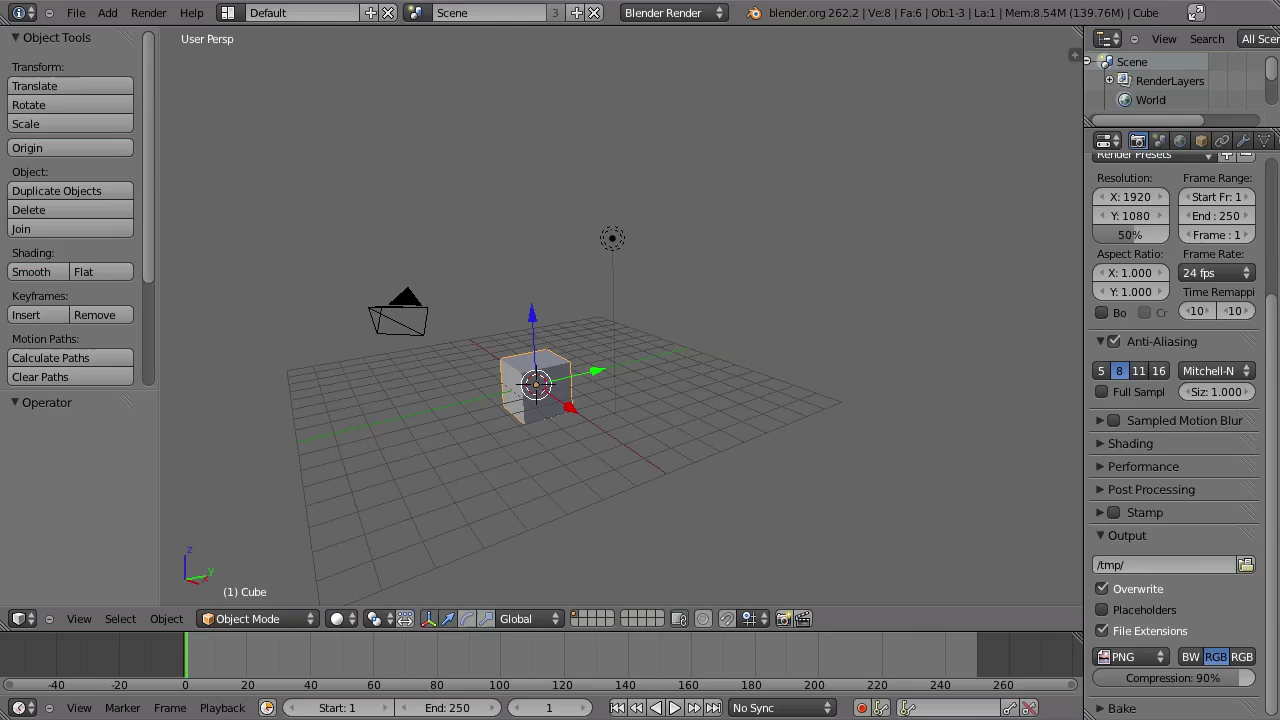 File Add Render Help Default Scene 3 Blender Render blender.org 262.2 | Ve:8 | Fa:6 | Ob:1-3 | La:1 | Mem:8.54M (139.76M) | Cube
Object Tools
Transform:
Translate
Rotate
Scale
Origin
Object:
Duplicate Objects
Delete
Join
Shading:
Smooth Flat
Keyframes:
Insert Remove
Motion Paths:
Calculate Paths
Clear Paths
Operator
User Persp
z
y
x
(1) Cube
View Select Object Object Mode Global
View Search All Scen
Scene
RenderLayers
World
Render Presets
Resolution: Frame Range:
X: 1920 Start Fr: 1
Y: 1080 End : 250
50% Frame : 1
Aspect Ratio: Frame Rate:
X: 1.000 24 fps
Y: 1.000 Time Remappi
Bo Cr 10 10
Anti-Aliasing
5 8 11 16 Mitchell-N
Full Sampl Siz: 1.000
Sampled Motion Blur
Shading
Performance
Post Processing
Stamp
Output
/tmp/
Overwrite
Placeholders
File Extensions
PNG BW RGB RGB
Compression: 90%
Bake
-40 -20 0 20 40 60 80 100 120 140 160 180 200 220 240 260
View Marker Frame Playback Start: 1 End: 250 1 No Sync